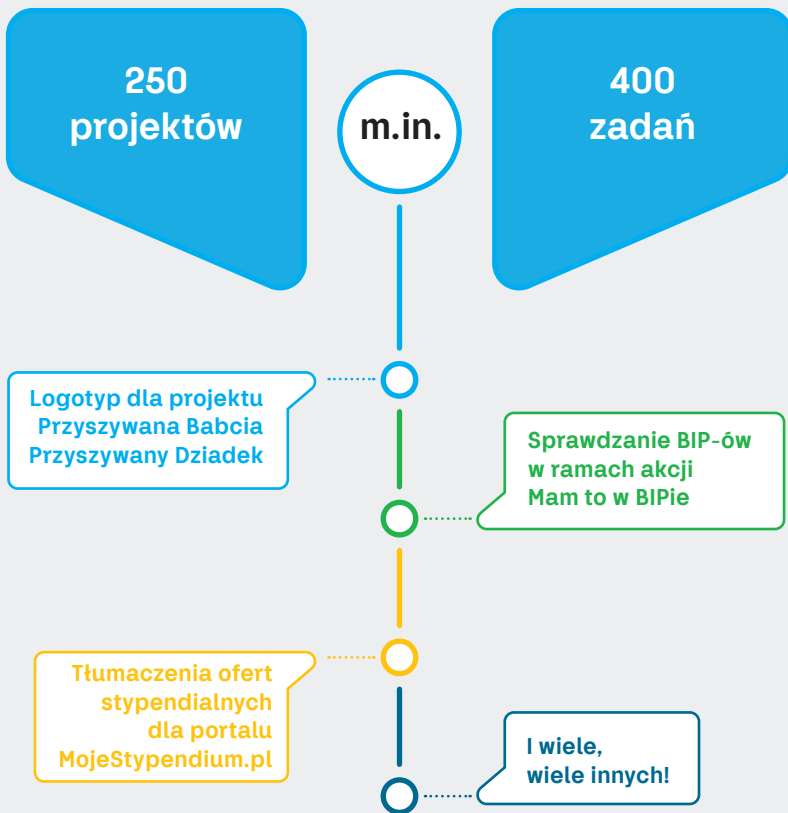 250
projektów
m.in.
400
zadań
Logotyp dla projektu
Przyszywana Babcia
Przyszywany Dziadek
Sprawdzanie BIP-ów
w ramach akcji
Mam to w BIPie
Tłumaczenia ofert
stypendialnych
dla portalu
MojeStypendium.pl
I wiele,
wiele innych!